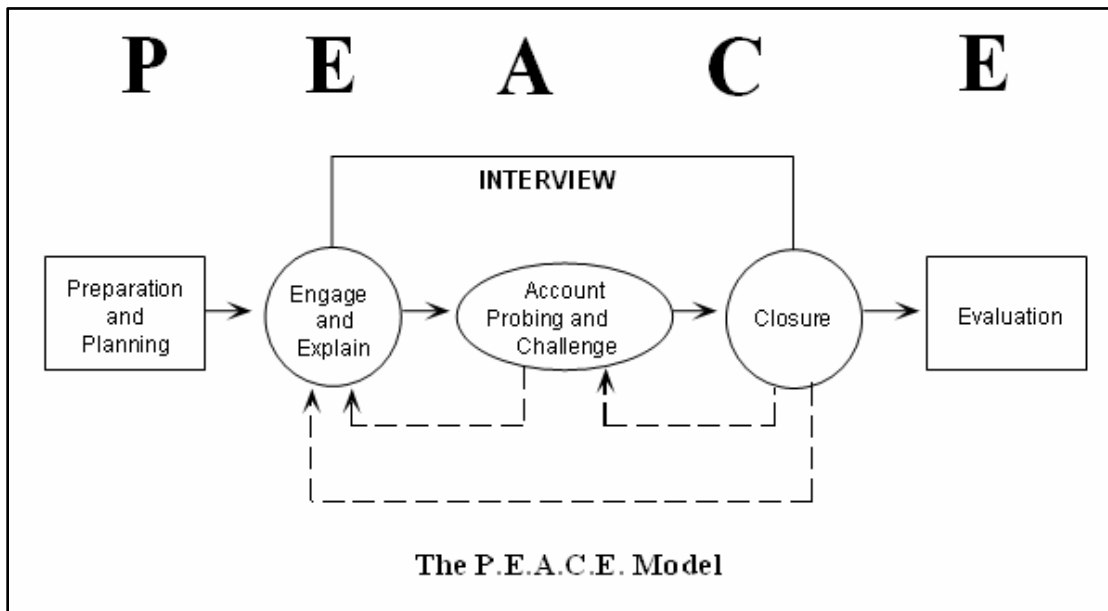 P E A C E
INTERVIEW
Preparation
and
Planning
Engage
and
Explain
Account
Probing and
Challenge
Closure
Evaluation
The P.E.A.C.E. Model